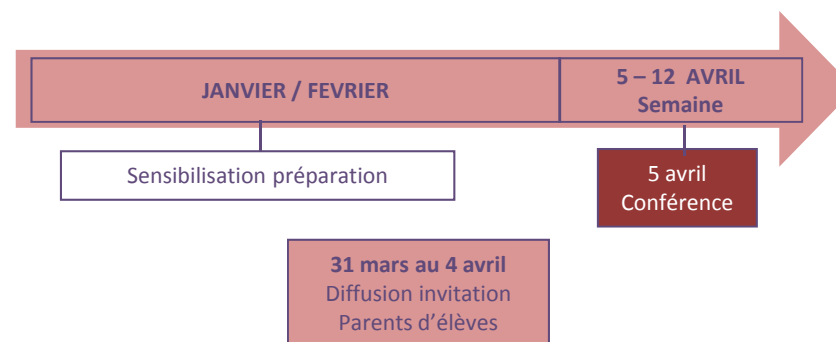 JANVIER / FEVRIER
5 – 12 AVRIL
Semaine
Sensibilisation préparation
5 avril
Conférence
31 mars au 4 avril
Diffusion invitation
Parents d’élèves